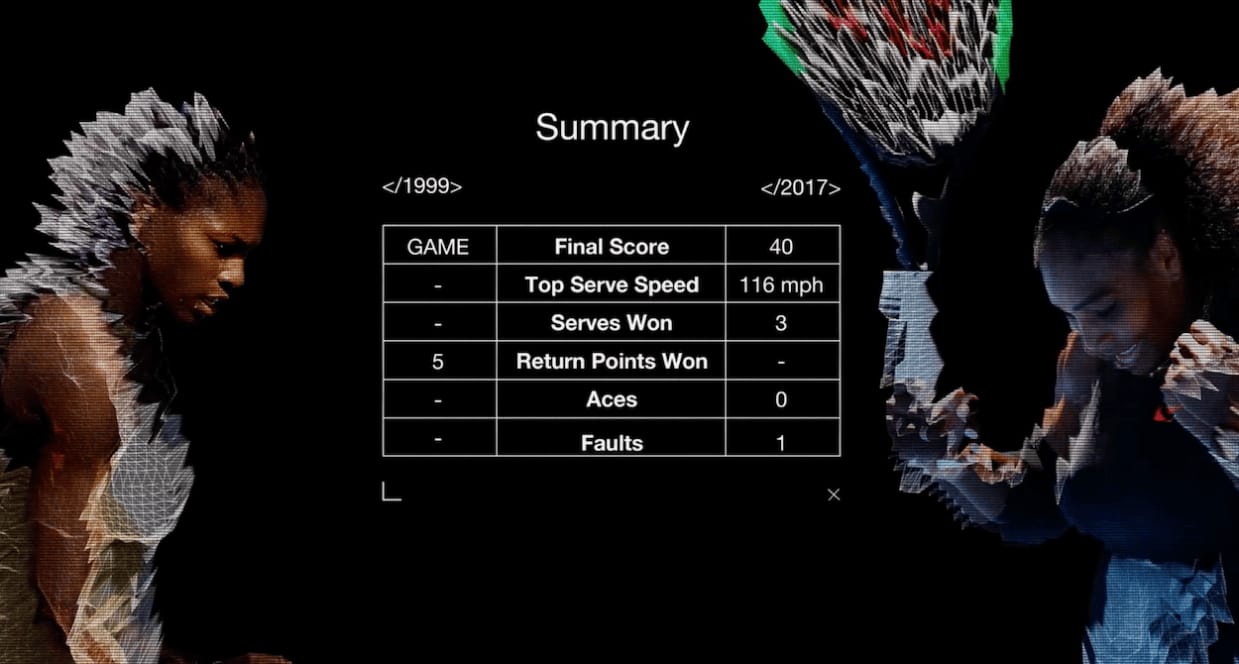 Summary
</1999> </2017>
GAME Final Score 40
- Top Serve Speed 116 mph
- Serves Won 3
5 Return Points Won -
- Aces 0
- Faults 1